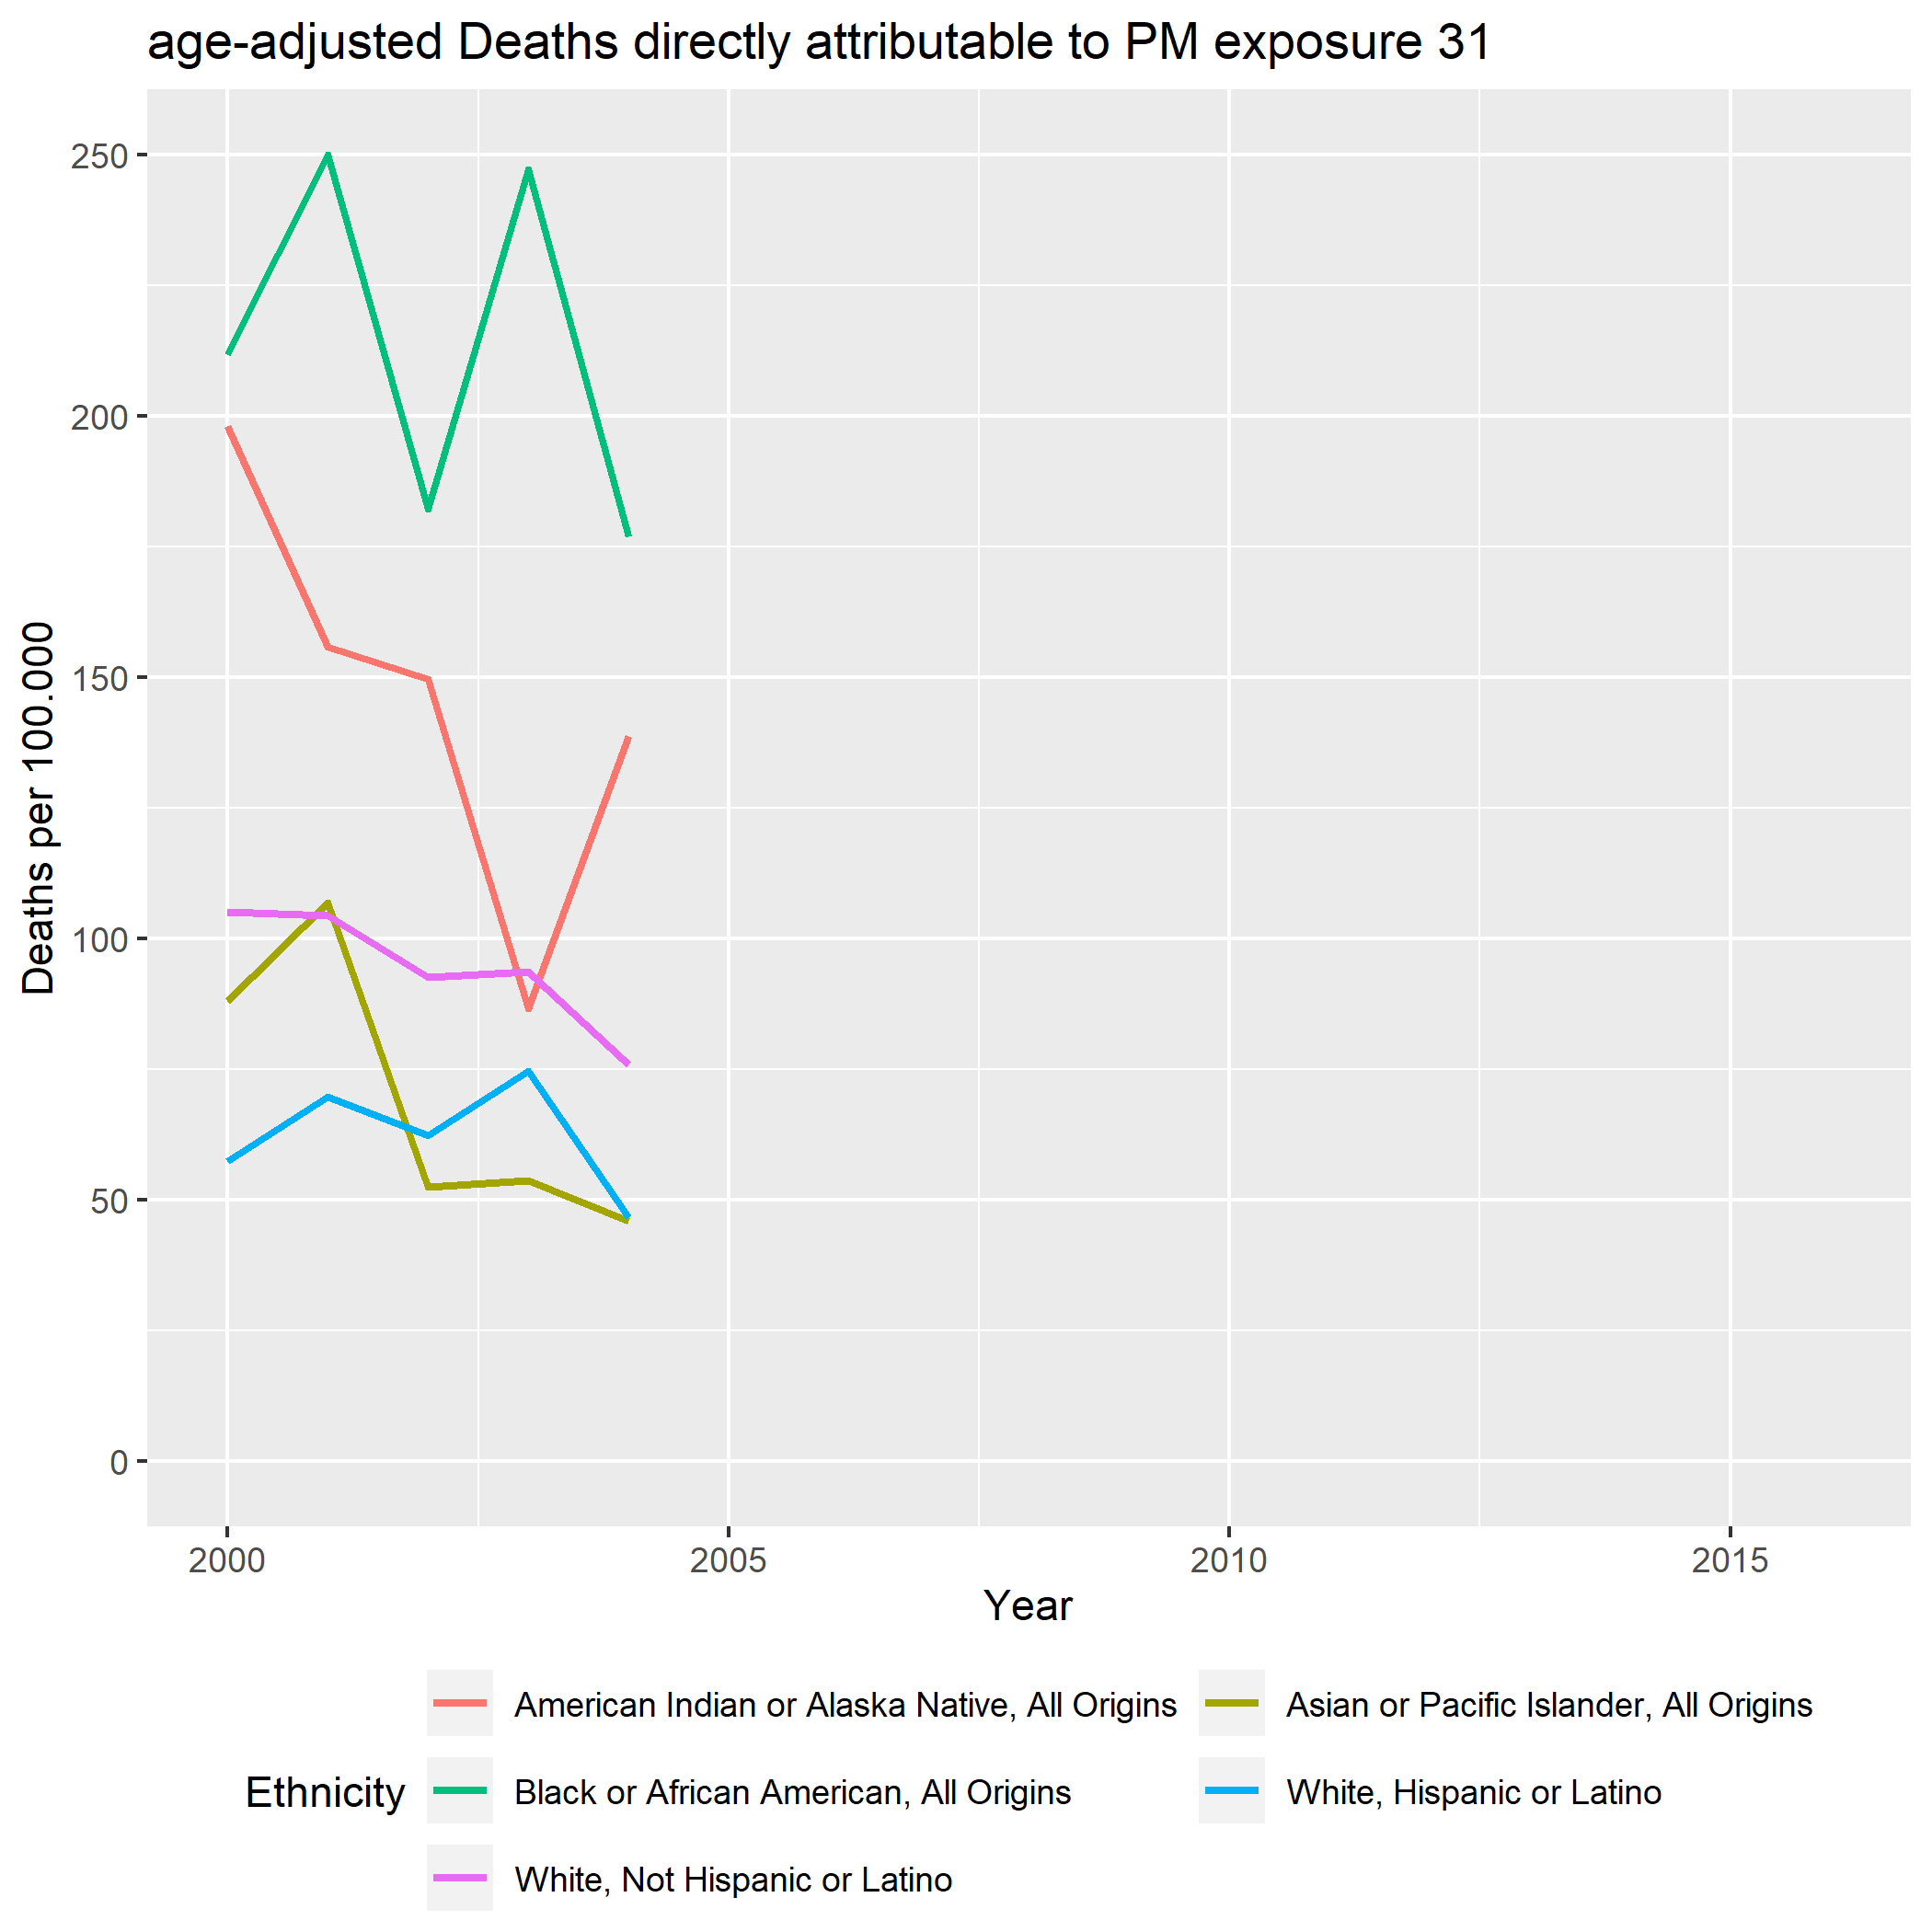 age-adjusted Deaths directly attributable to PM exposure 31
Deaths per 100.000
250
200
150
100
50
0
2000 2005 2010 2015
Year
Ethnicity
American Indian or Alaska Native, All Origins
Asian or Pacific Islander, All Origins
Black or African American, All Origins
White, Hispanic or Latino
White, Not Hispanic or Latino